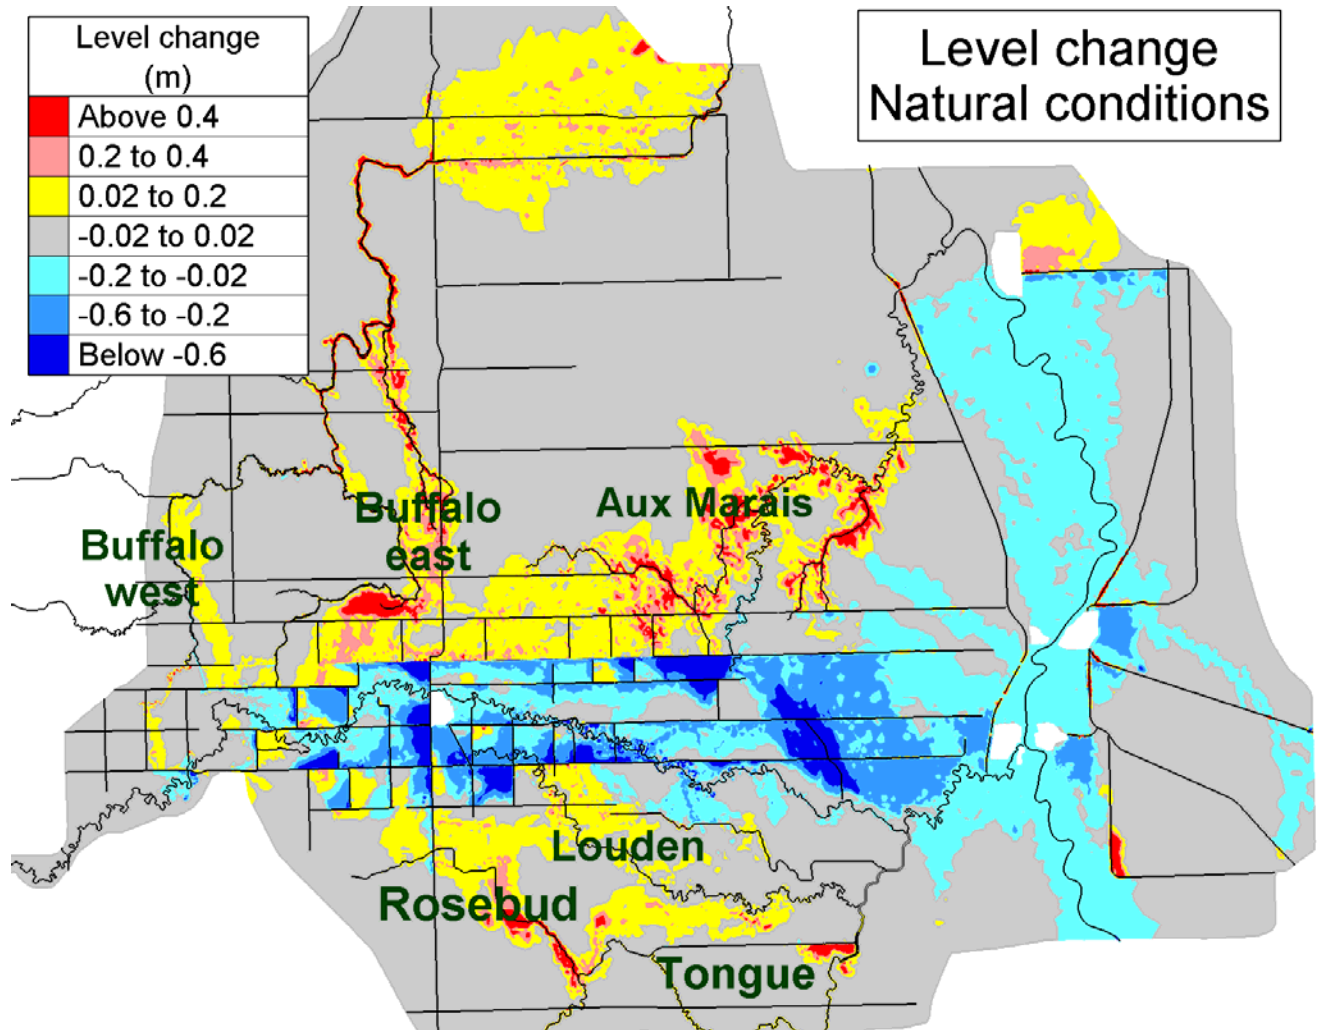 Level change
(m)
Above 0.4
0.2 to 0.4
0.02 to 0.2
-0.02 to 0.02
-0.2 to -0.02
-0.6 to -0.2
Below -0.6
Level change
Natural conditions
Buffalo
east
Aux Marais
Buffalo
west
Louden
Rosebud
Tongue